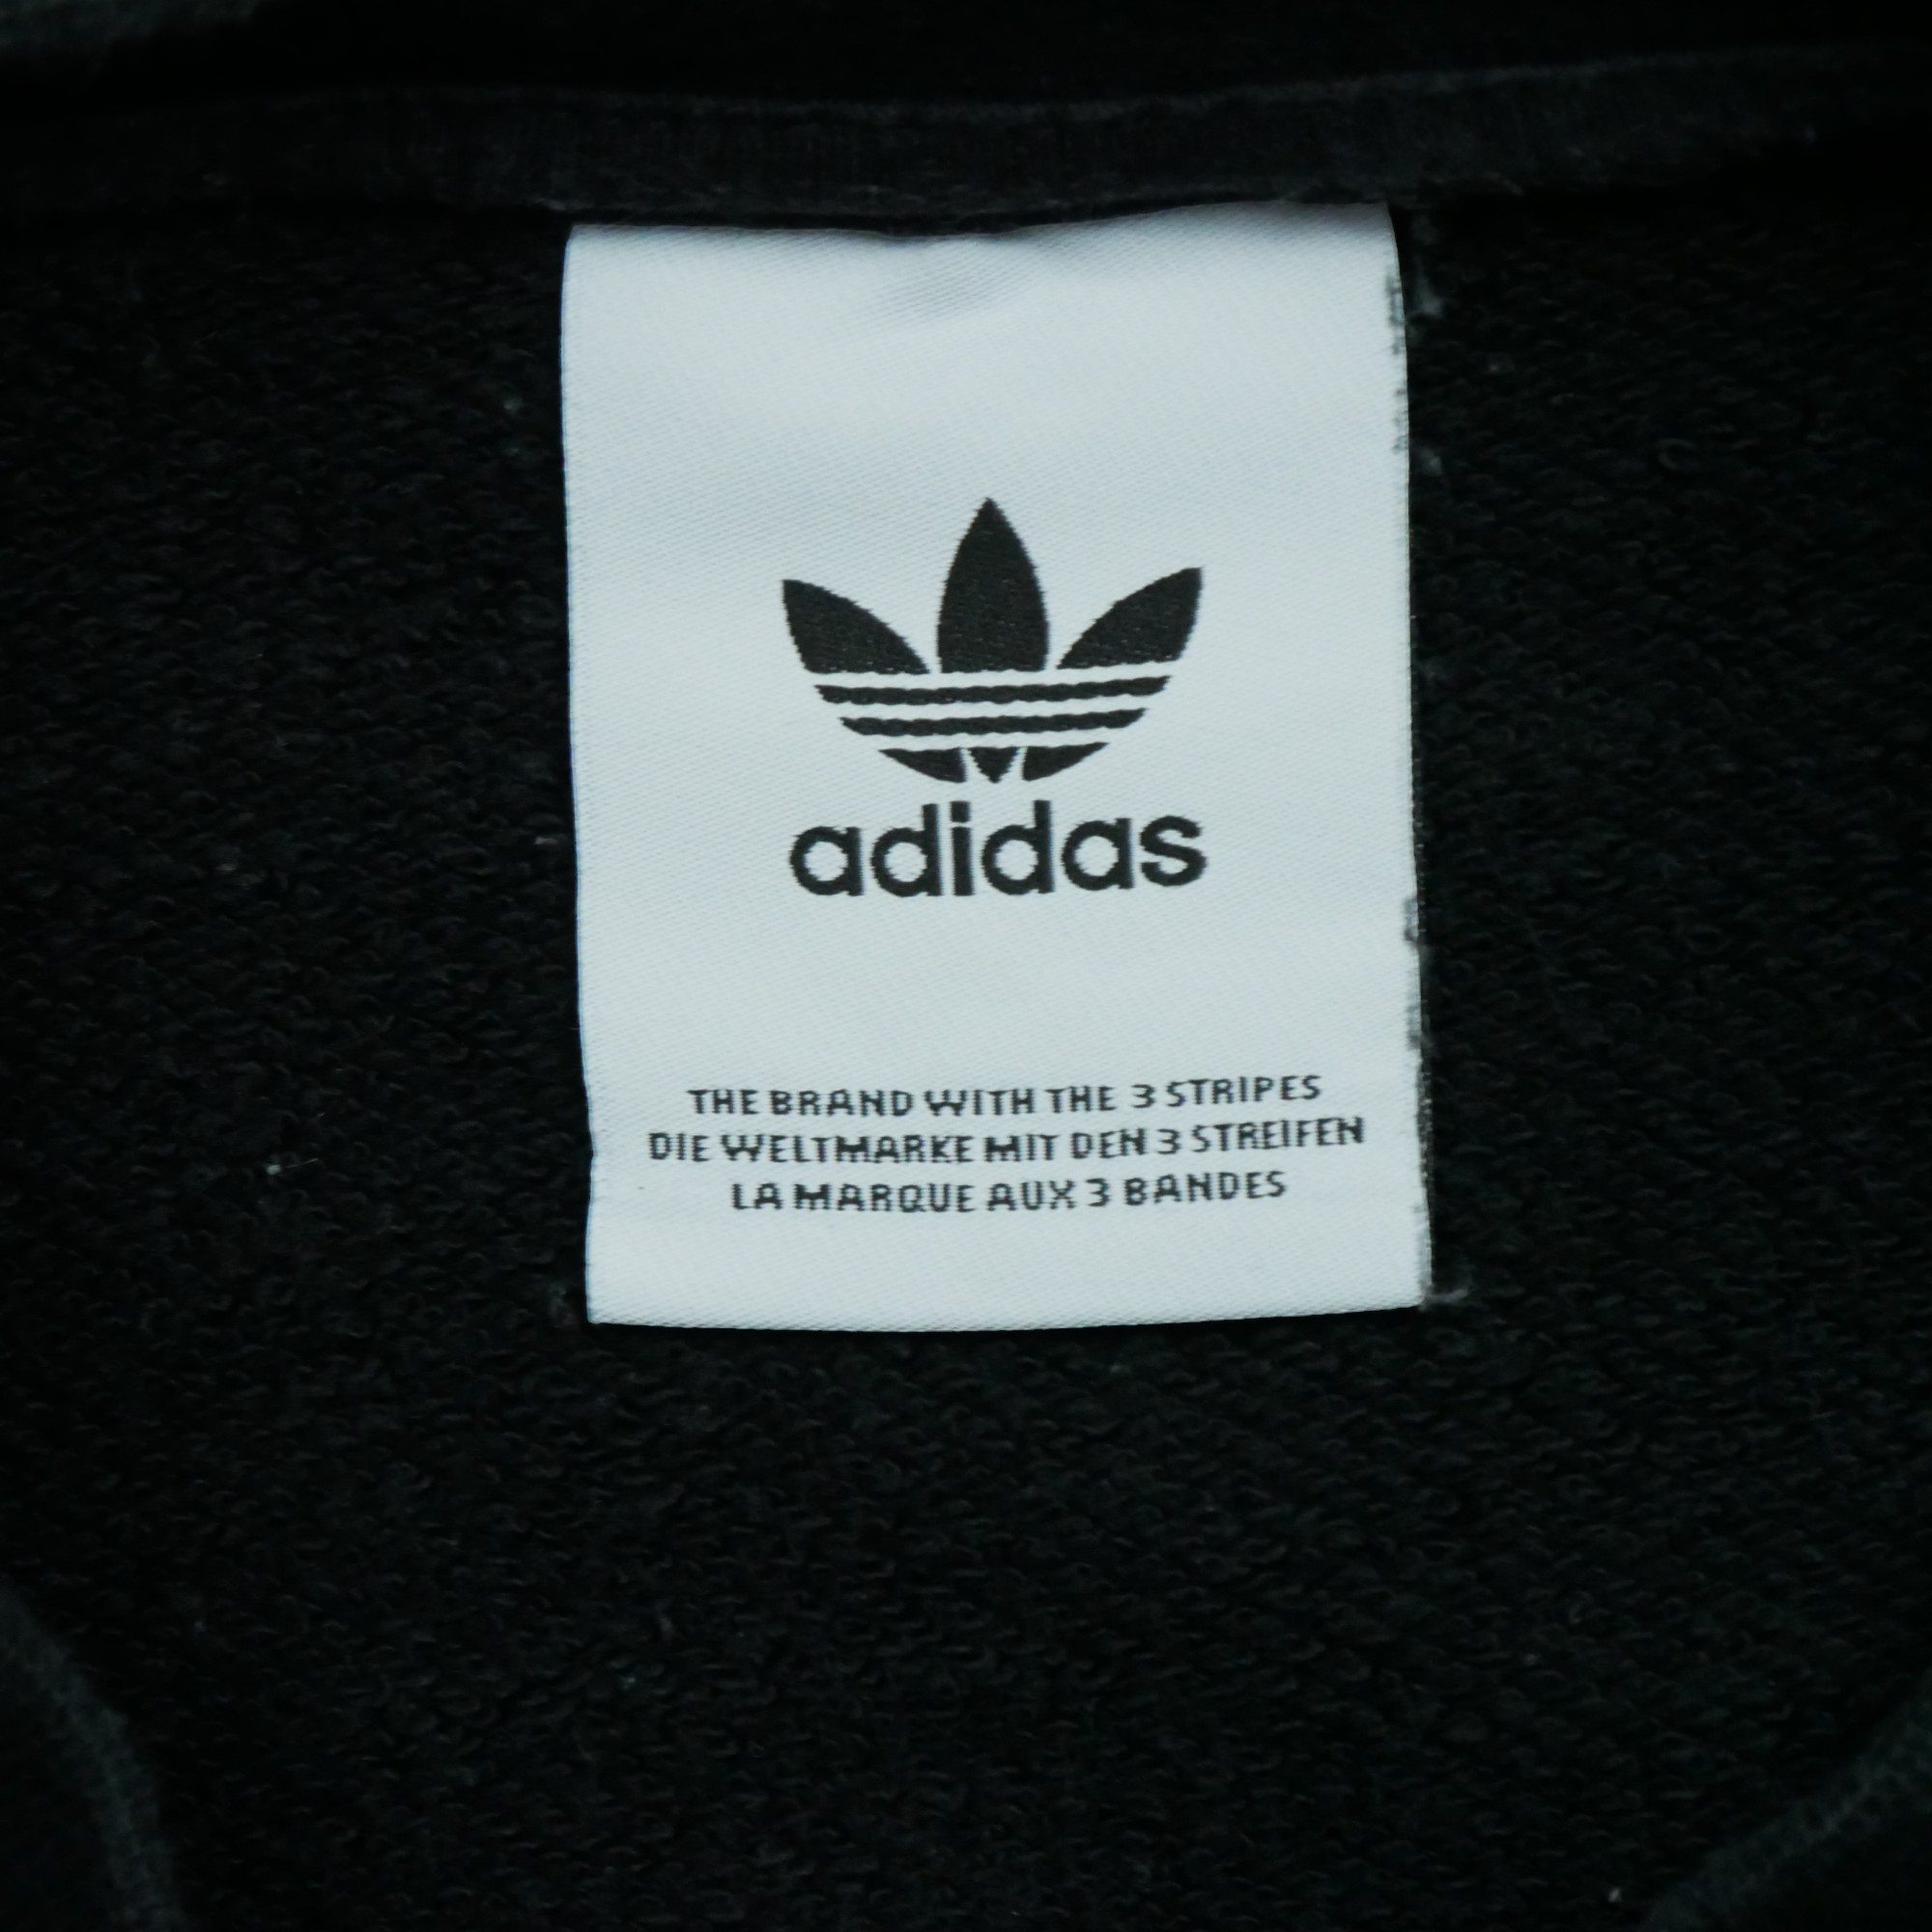 adidas
THE BRAND WITH THE 3 STRIPES
DIE WELTMARKE MIT DEN 3 STREIFEN
LA MARQUE AUX 3 BANDES